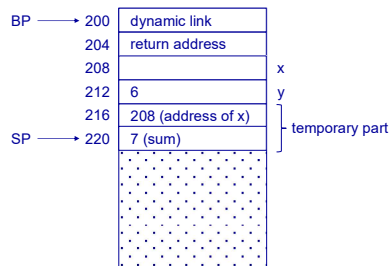 BP 200 dynamic link
204 return address
208 x
212 6 y
216 208 (address of x)
temporary part
SP 220 7 (sum)